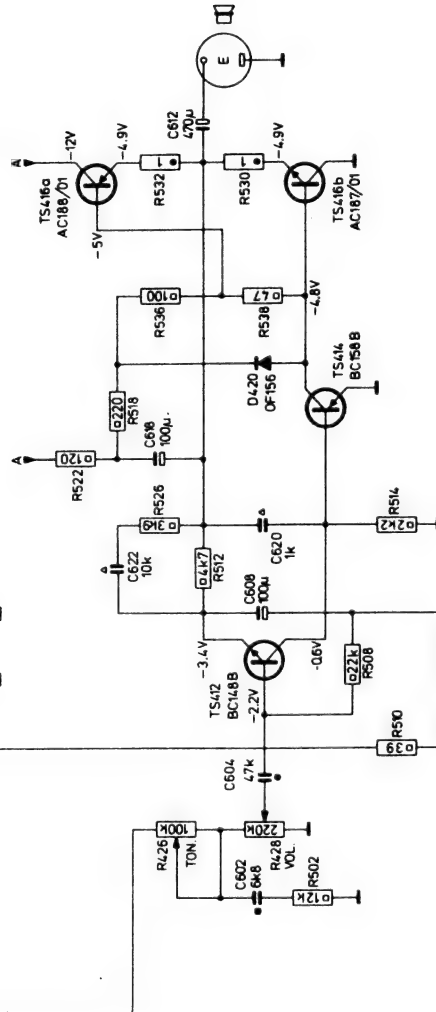 A
-12V
TS416a
AC188/01
-4.9V
-5V
1
R532
C612
470µ
E
1
R530
-4.9V
TS416b
AC187/01
100
R536
47
R538
-4.8V
TS414
BC158B
D420
OF156
A
120
R522
220
R518
C618
100µ.
3k9
R526
C622
10k
4k7
R512
C620
1k
C608
100µ
2k2
R514
-3.4V
TS412
BC148B
-2.2V
-0.6V
22k
R508
39
R510
C604
47k
100k
R426
TON.
220k
R428
VOL.
C602
6k8
12k
R502